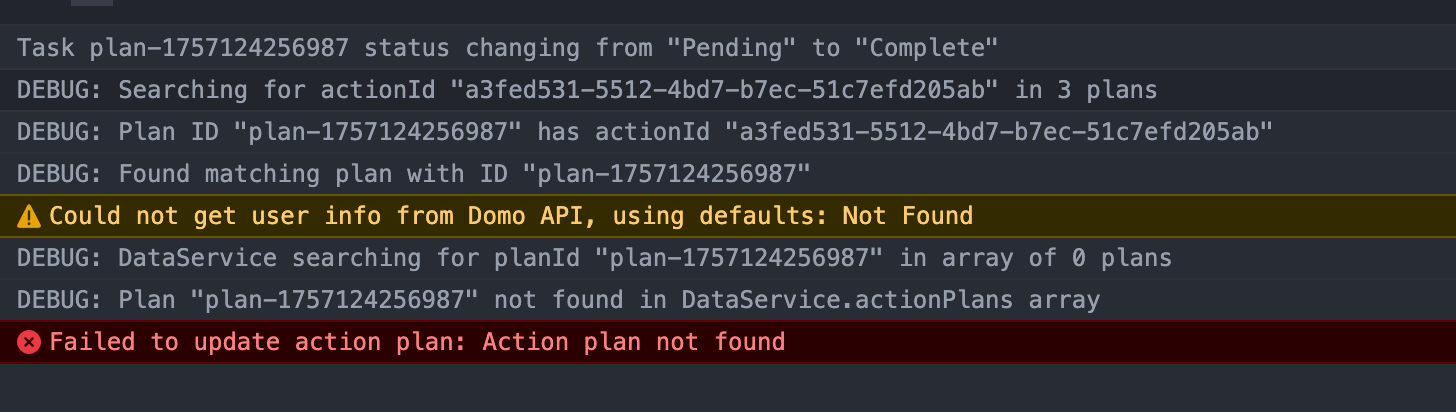 Task plan-1757124256987 status changing from "Pending" to "Complete"
DEBUG: Searching for actionId "a3fed531-5512-4bd7-b7ec-51c7efd205ab" in 3 plans
DEBUG: Plan ID "plan-1757124256987" has actionId "a3fed531-5512-4bd7-b7ec-51c7efd205ab"
DEBUG: Found matching plan with ID "plan-1757124256987"
Could not get user info from Domo API, using defaults: Not Found
DEBUG: DataService searching for planId "plan-1757124256987" in array of 0 plans
DEBUG: Plan "plan-1757124256987" not found in DataService.actionPlans array
Failed to update action plan: Action plan not found